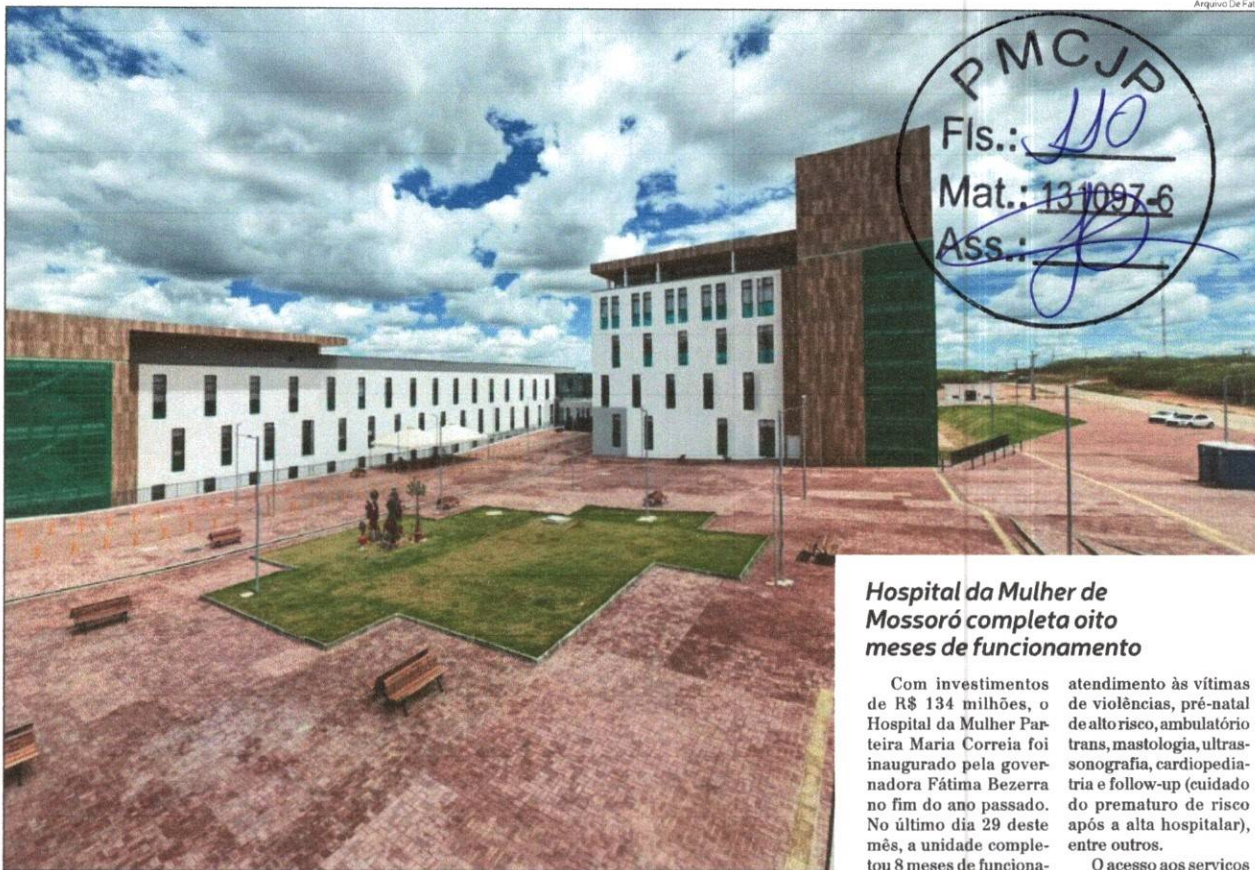 Arquivo De Fato
PMCJP
Fls.: 110
Mat.: 131097-6
Ass.:
Hospital da Mulher de
Mossoró completa oito
meses de funcionamento
Com investimentos
de R$ 134 milhões, o
Hospital da Mulher Par-
teira Maria Correia foi
inaugurado pela gover-
nadora Fátima Bezerra
no fim do ano passado.
No último dia 29 deste
mês, a unidade comple-
tou 8 meses de funciona-
atendimento às vítimas
de violências, pré-natal
de alto risco, ambulatório
trans, mastologia, ultras-
sonografia, cardiopedia-
tria e follow-up (cuidado
do prematuro de risco
após a alta hospitalar),
entre outros.
O acesso aos serviços